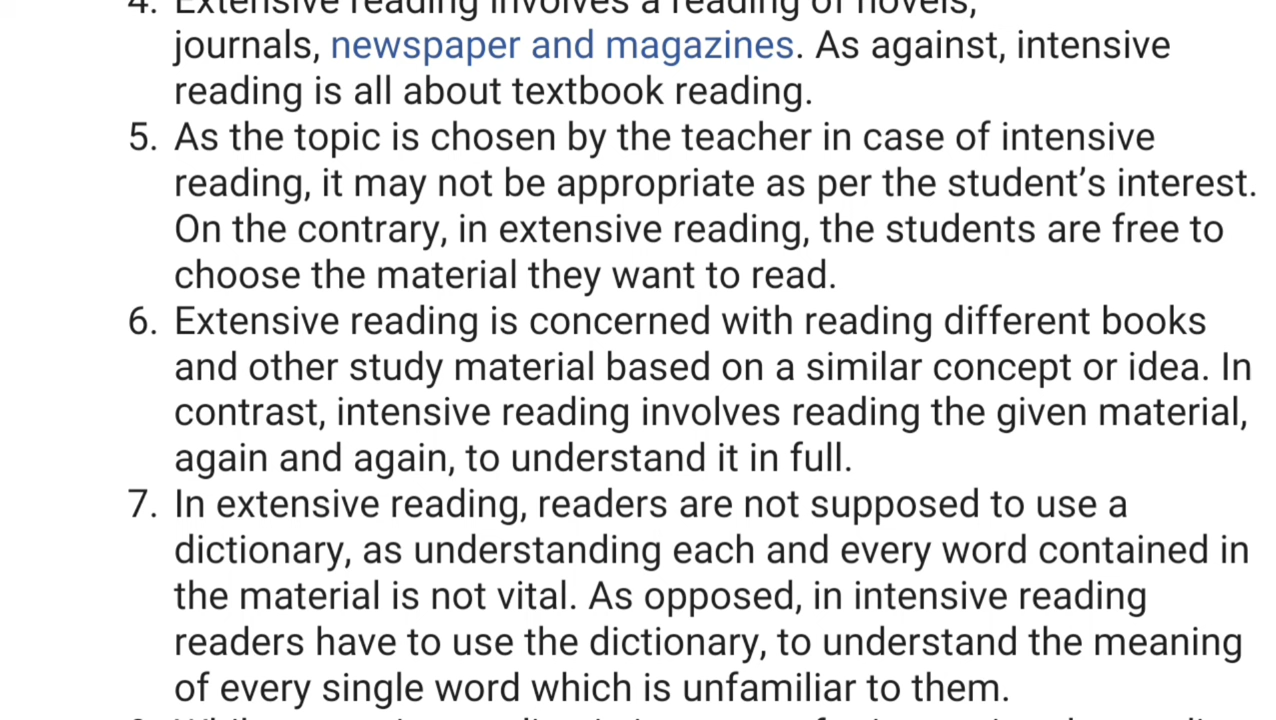 4. Extensive reading involves a reading of novels,
journals, newspaper and magazines. As against, intensive
reading is all about textbook reading.
5. As the topic is chosen by the teacher in case of intensive
reading, it may not be appropriate as per the student’s interest.
On the contrary, in extensive reading, the students are free to
choose the material they want to read.
6. Extensive reading is concerned with reading different books
and other study material based on a similar concept or idea. In
contrast, intensive reading involves reading the given material,
again and again, to understand it in full.
7. In extensive reading, readers are not supposed to use a
dictionary, as understanding each and every word contained in
the material is not vital. As opposed, in intensive reading
readers have to use the dictionary, to understand the meaning
of every single word which is unfamiliar to them.